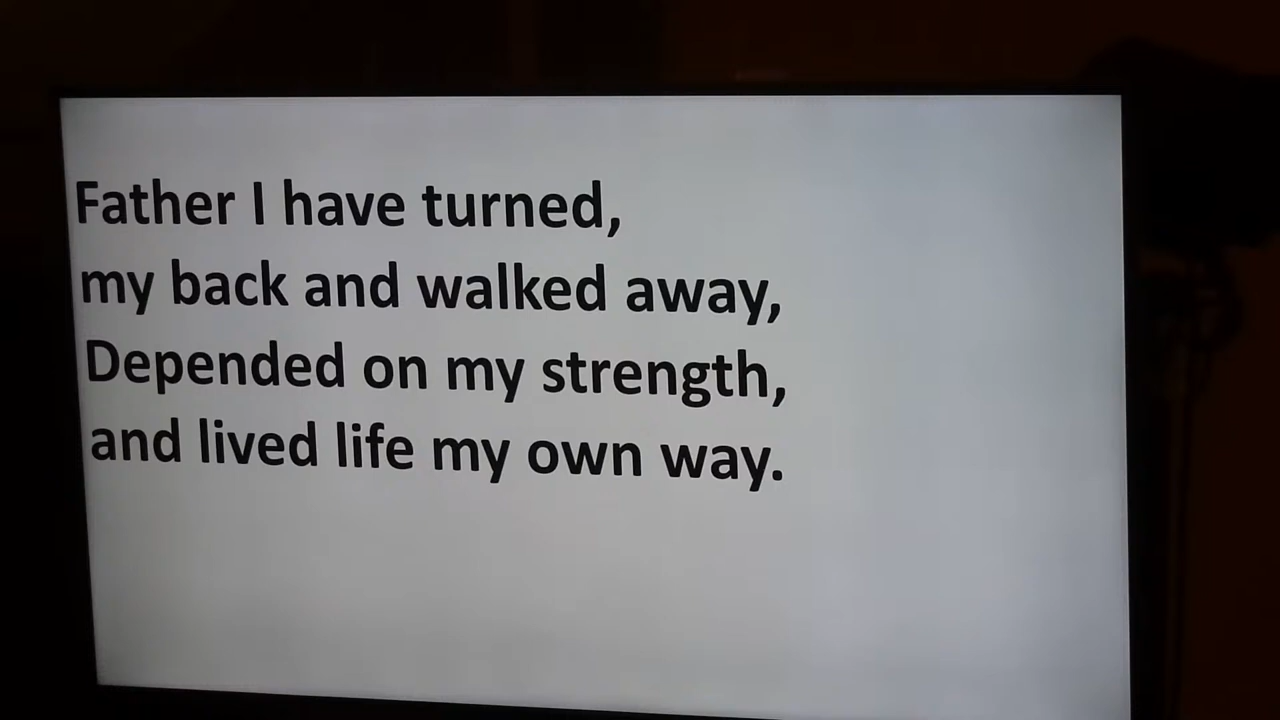 Father I have turned,
my back and walked away,
Depended on my strength,
and lived life my own way.